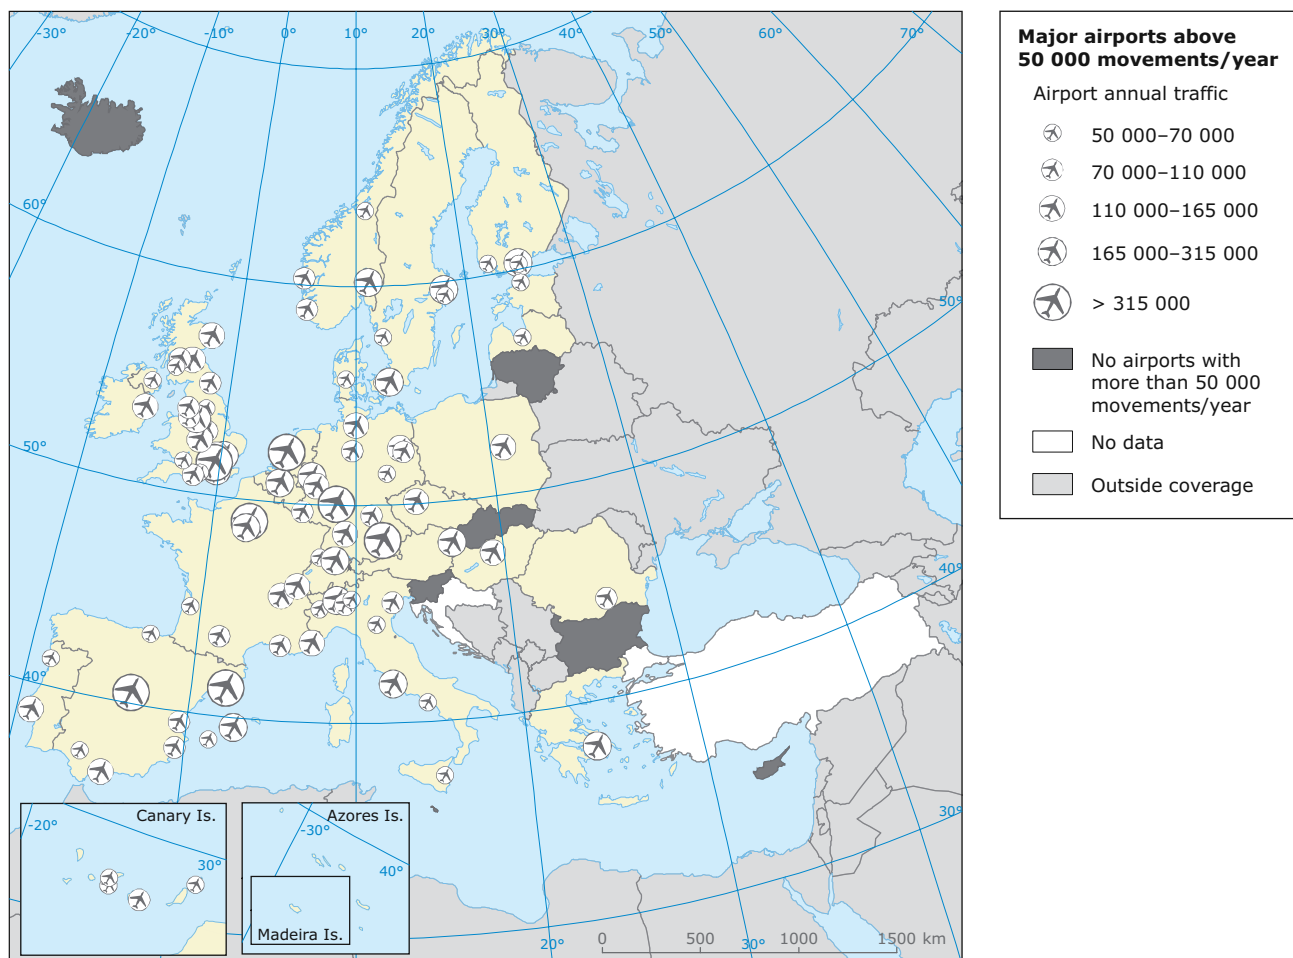 -30°
-20°
-10°
0°
10°
20°
30°
40°
50°
60°
70°
60°
50°
50°
40°
40°
30°
20°
30°
Canary Is.
-20°
30°
Azores Is.
-30°
40°
Madeira Is.
0
500
1000
1500 km
Major airports above
50 000 movements/year
Airport annual traffic
50 000–70 000
70 000–110 000
110 000–165 000
165 000–315 000
> 315 000
No airports with
more than 50 000
movements/year
No data
Outside coverage